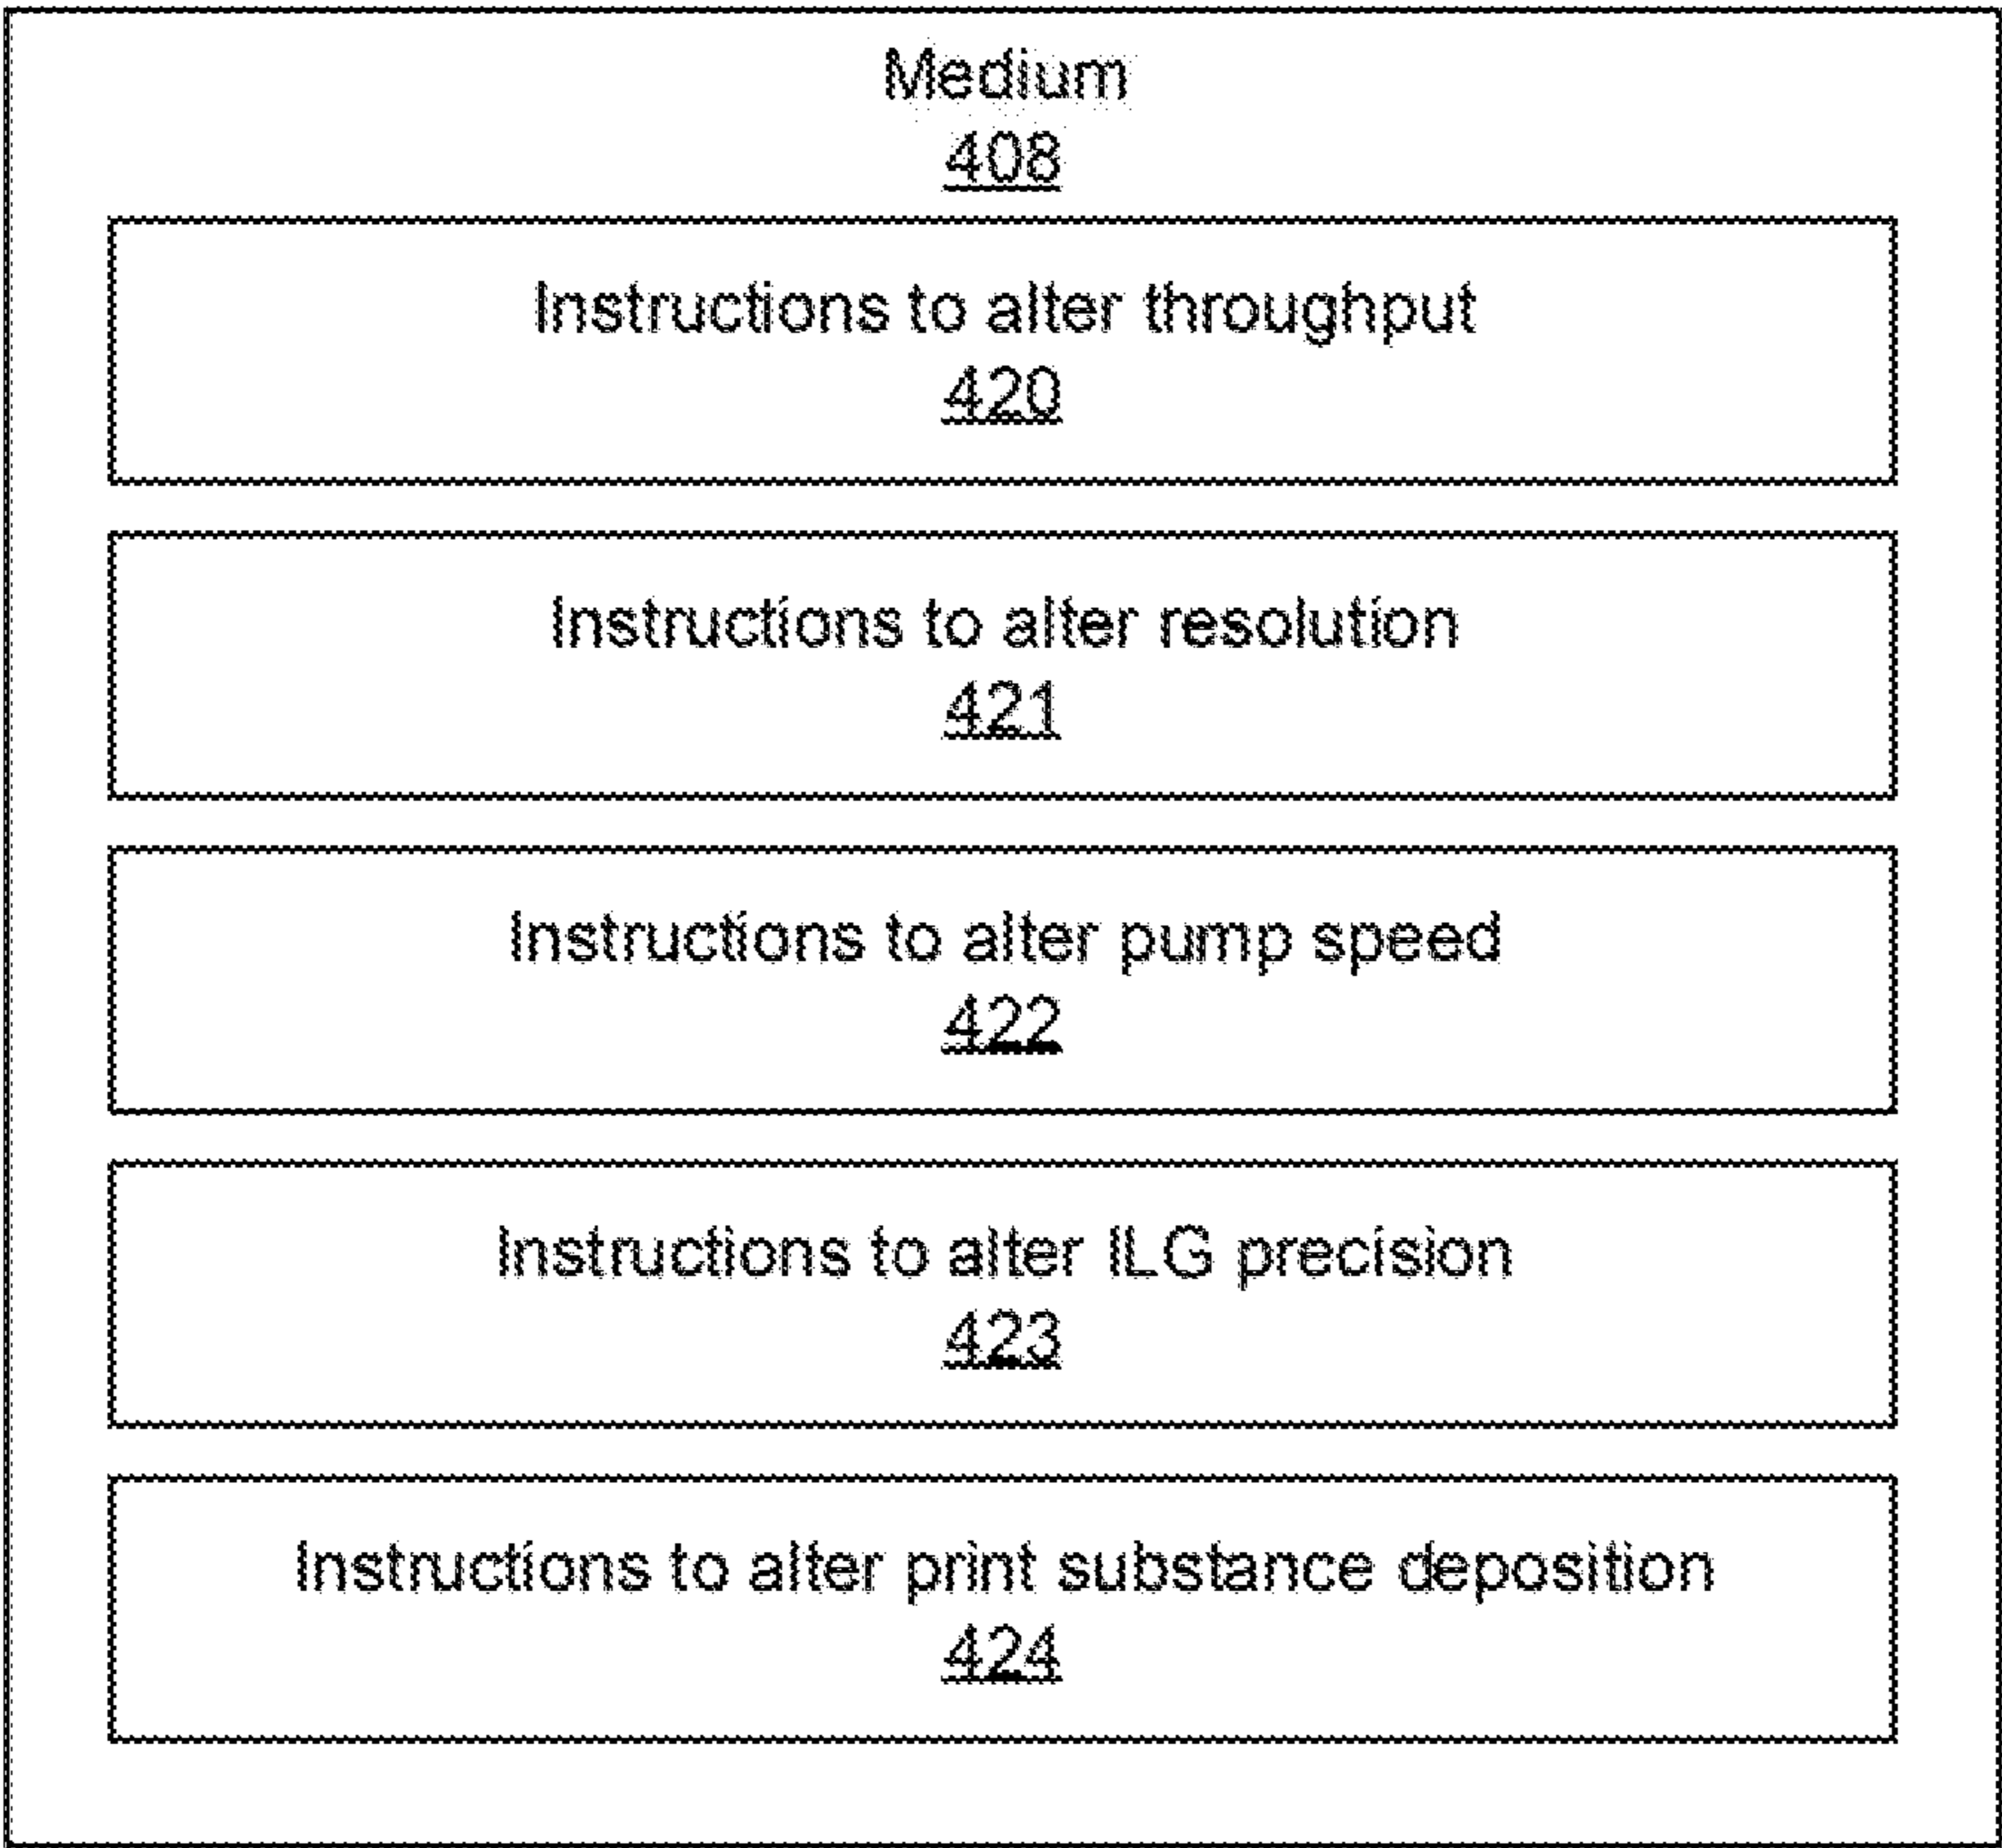 Medium
408
Instructions to alter throughput
420
Instructions to alter resolution
421
Instructions to alter pump speed
422
Instructions to alter ILG precision
423
Instructions to alter print substance deposition
424